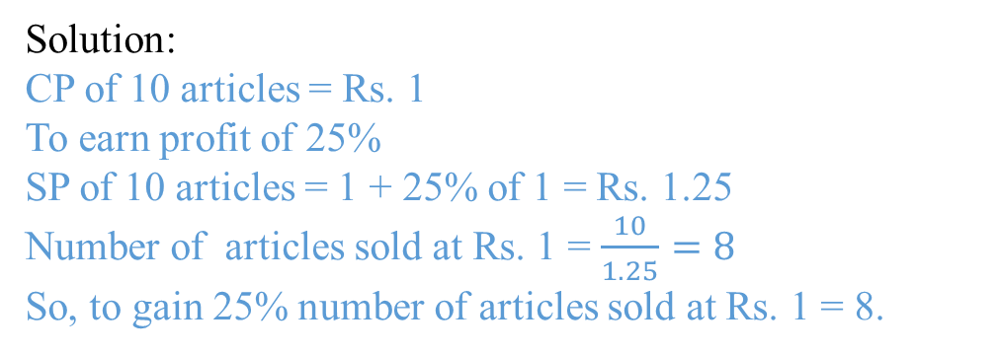 Solution:
CP of 10 articles = Rs. 1
To earn profit of 25%
SP of 10 articles = 1 + 25% of 1 = Rs. 1.25
Number of articles sold at Rs. 1 = 10/1.25 = 8
So, to gain 25% number of articles sold at Rs. 1 = 8.